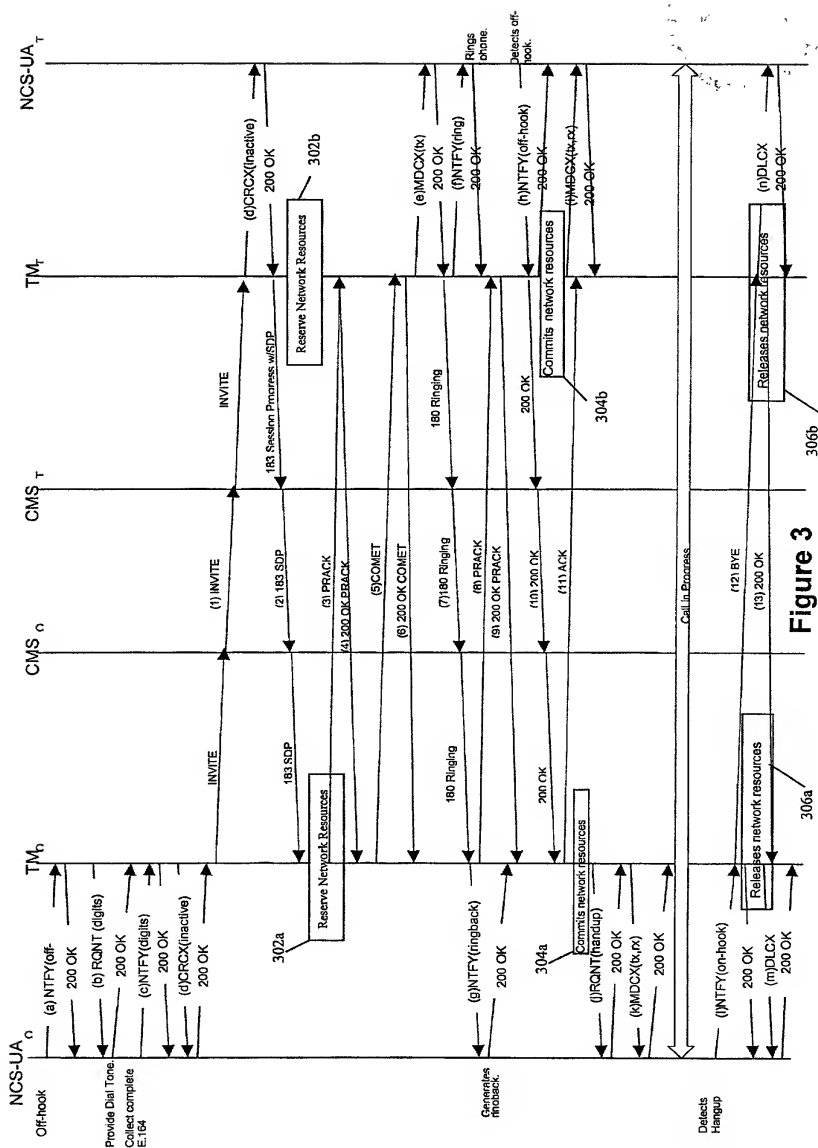 NCS-UA O
TM O
CMS O
CMS T
TM T
NCS-UA T
Off-hook
(a) NTFY(off-
200 OK
(b) RQNT (digits)
Provide Dial Tone.
200 OK
Collect complete
E.164
(c)NTFY(digits)
200 OK
(d)CRCX(inactive)
200 OK
INVITE
(1) INVITE
INVITE
(d)CRCX(inactive)
200 OK
183 Session Progress w/SDP
(2) 183 SDP
183 SDP
302a
Reserve Network Resources
302b
Reserve Network Resources
(3) PRACK
(4) 200 OK PRACK
(5)COMET
(6) 200 OK COMET
(e)MDCX(tx)
200 OK
180 Ringing
(f)NTFY(ring)
Rings
phone.
200 OK
(7)180 Ringing
180 Ringing
(g)NTFY(ringback)
Generates
ringback.
200 OK
(8) PRACK
(9) 200 OK PRACK
Detects off-
hook.
(h)NTFY(off-hook)
200 OK
200 OK
(10) 200 OK
200 OK
304a
Commits network resources
304b
Commits network resources
(11) ACK
(i)MDCX(tx,rx)
200 OK
(j)RQNT(handup)
200 OK
(k)MDCX(tx,rx)
200 OK
Call in Progress
Detects
Hangup
(l)NTFY(on-hook)
200 OK
(12) BYE
306a
Releases network resources
306b
Releases network resources
(13) 200 OK
(m)DLCX
200 OK
(n)DLCX
200 OK
Figure 3